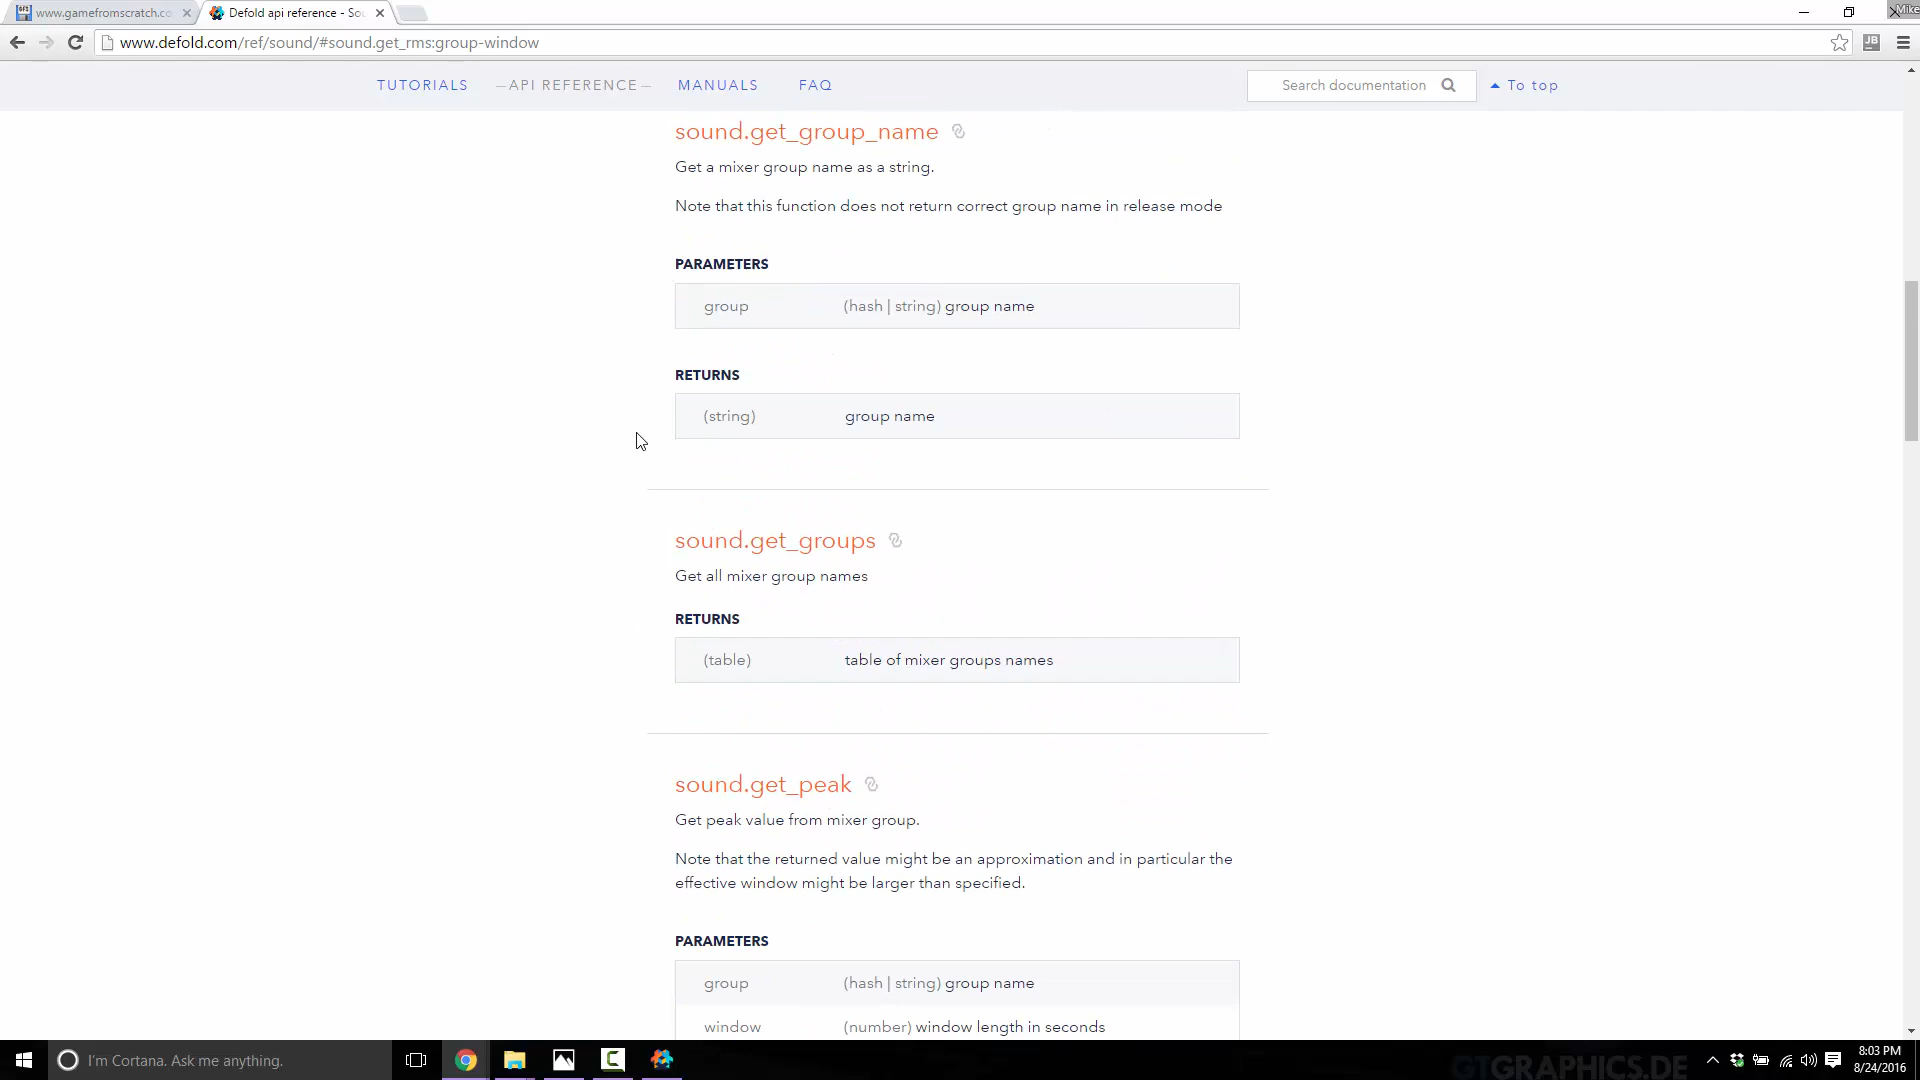 www.gamefromscratch.co
Defold api reference - So
Mike
www.defold.com/ref/sound/#sound.get_rms:group-window
JB
TUTORIALS
—API REFERENCE—
MANUALS
FAQ
Search documentation
To top
sound.get_group_name
Get a mixer group name as a string.
Note that this function does not return correct group name in release mode
PARAMETERS
group (hash | string) group name
RETURNS
(string) group name
sound.get_groups
Get all mixer group names
RETURNS
(table) table of mixer groups names
sound.get_peak
Get peak value from mixer group.
Note that the returned value might be an approximation and in particular the
effective window might be larger than specified.
PARAMETERS
group (hash | string) group name
window (number) window length in seconds
I'm Cortana. Ask me anything.
GTGRAPHICS.DE
8:03 PM
8/24/2016